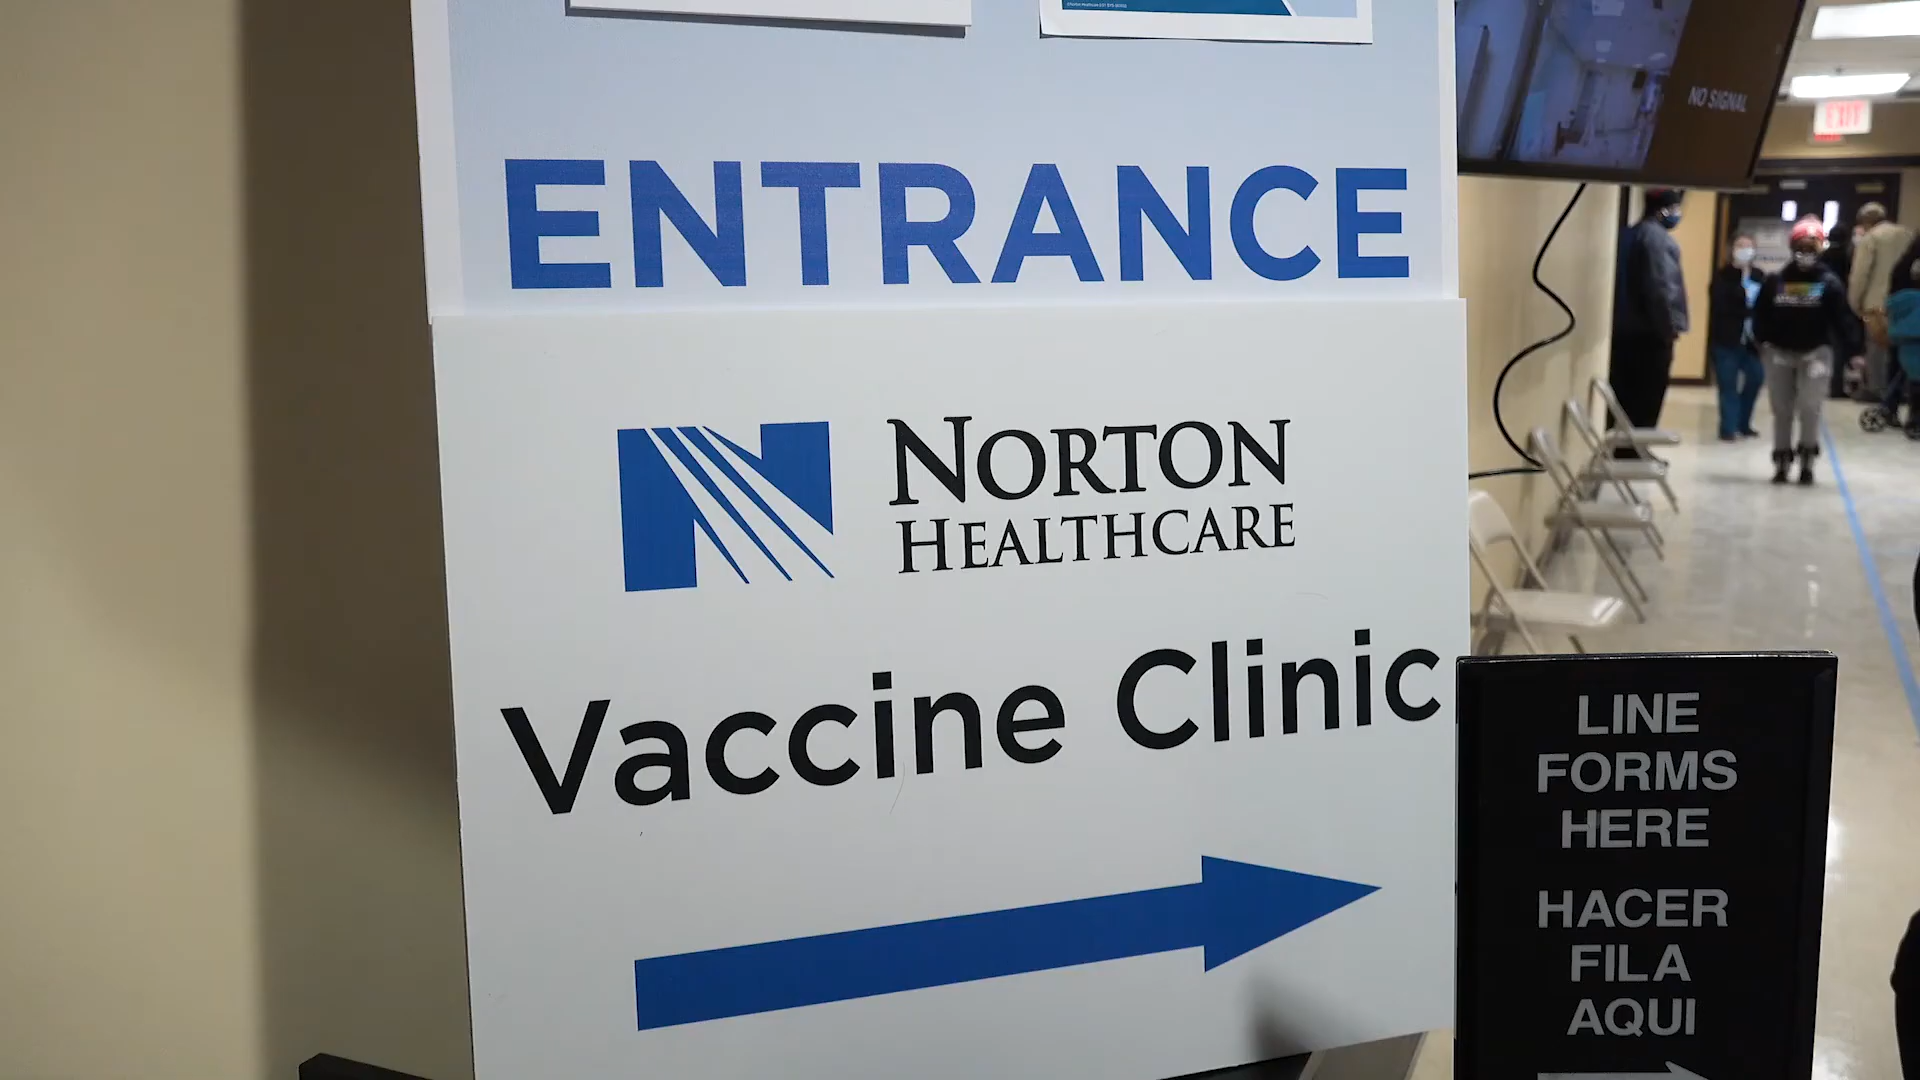 ENTRANCE
NORTON
HEALTHCARE
Vaccine Clinic
NO SIGNAL
EXIT
LINE
FORMS
HERE
HACER
FILA
AQUI